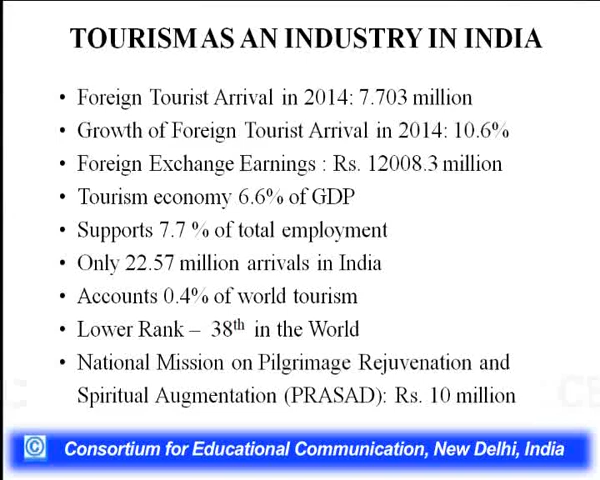 TOURISM AS AN INDUSTRY IN INDIA
• Foreign Tourist Arrival in 2014: 7.703 million
• Growth of Foreign Tourist Arrival in 2014: 10.6%
• Foreign Exchange Earnings : Rs. 12008.3 million
• Tourism economy 6.6% of GDP
• Supports 7.7 % of total employment
• Only 22.57 million arrivals in India
• Accounts 0.4% of world tourism
• Lower Rank – 38th in the World
• National Mission on Pilgrimage Rejuvenation and
Spiritual Augmentation (PRASAD): Rs. 10 million
© Consortium for Educational Communication, New Delhi, India